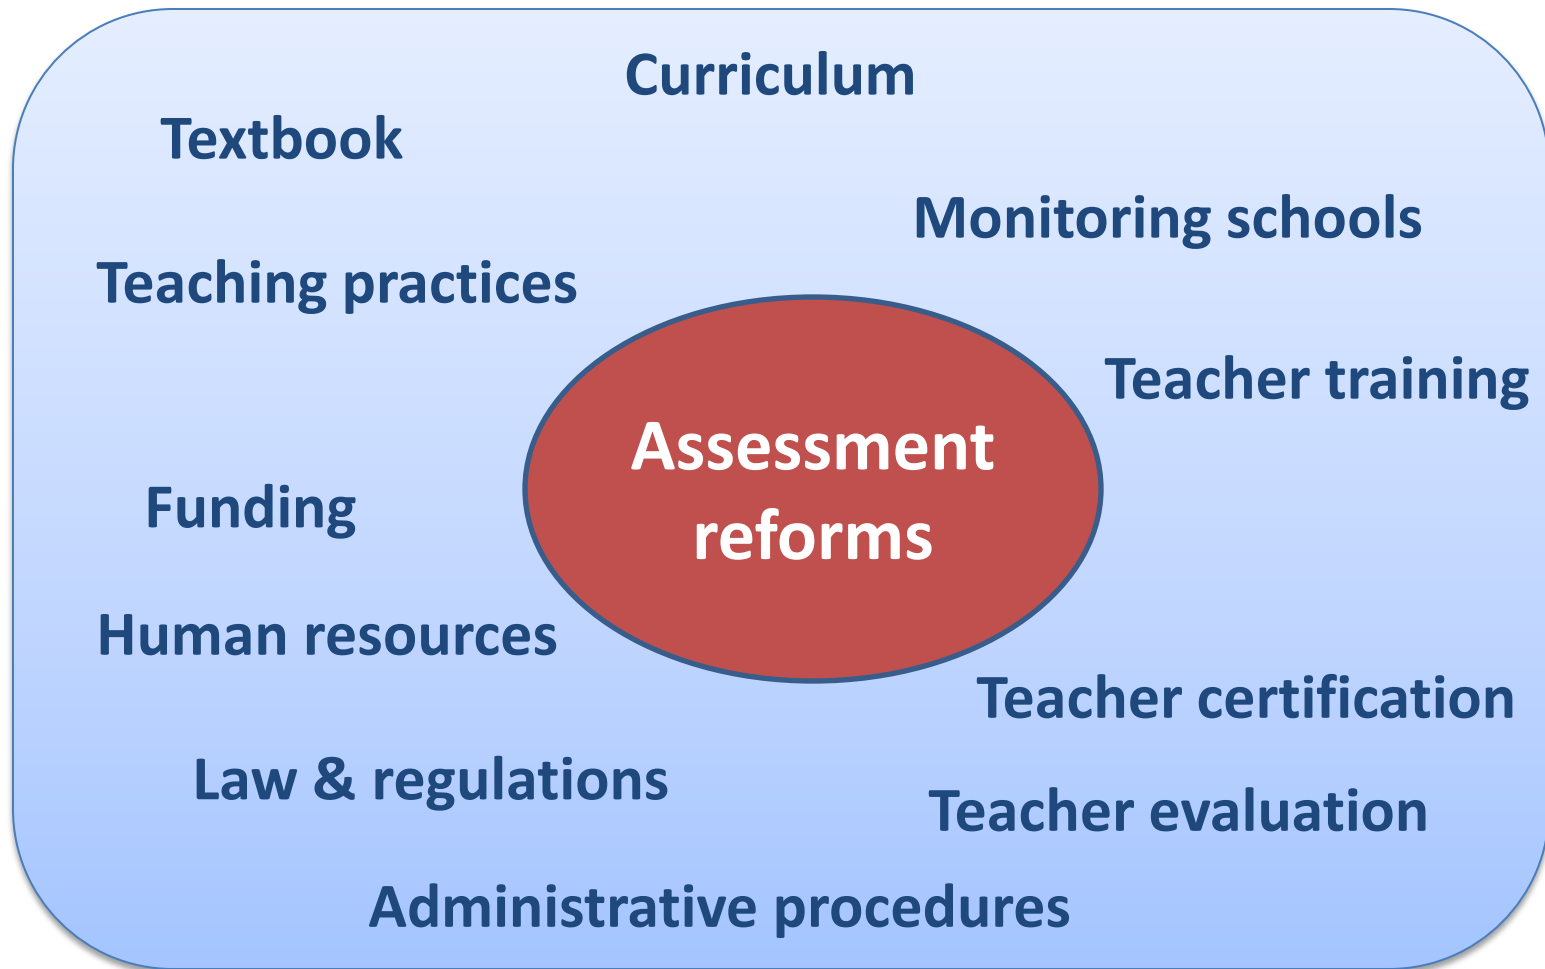 Curriculum
Textbook
Monitoring schools
Teaching practices
Teacher training
Assessment
reforms
Funding
Human resources
Teacher certification
Law & regulations
Teacher evaluation
Administrative procedures